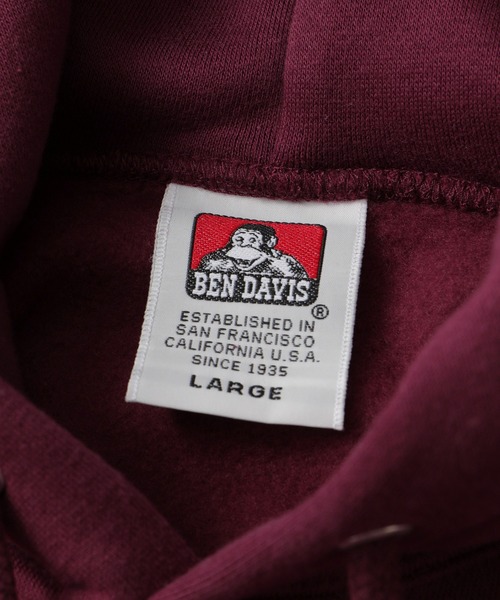 BEN DAVIS
®
ESTABLISHED IN
SAN FRANCISCO
CALIFORNIA U.S.A.
SINCE 1935
LARGE